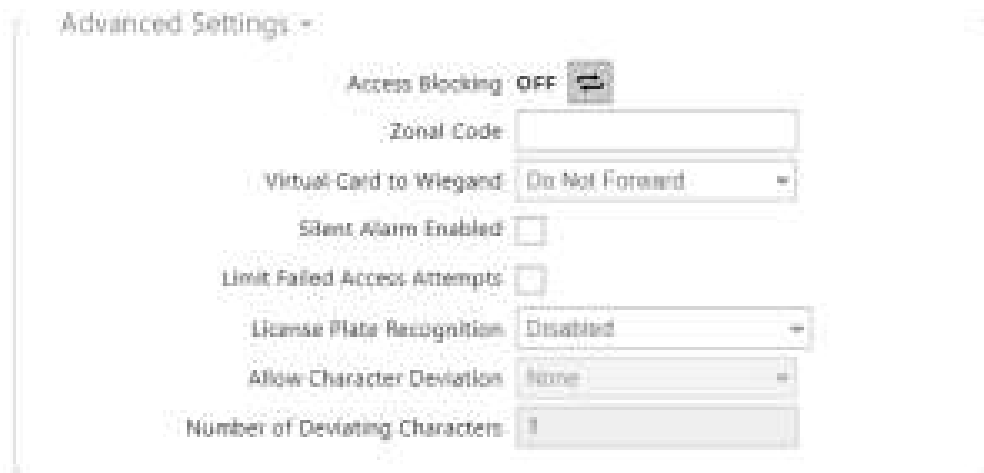 Advanced Settings
Access Blocking OFF
Zonal Code
Virtual Card to Wiegand Do Not Forward
Silent Alarm Enabled
Limit Failed Access Attempts
License Plate Recognition Disabled
Allow Character Deviation None
Number of Deviating Characters